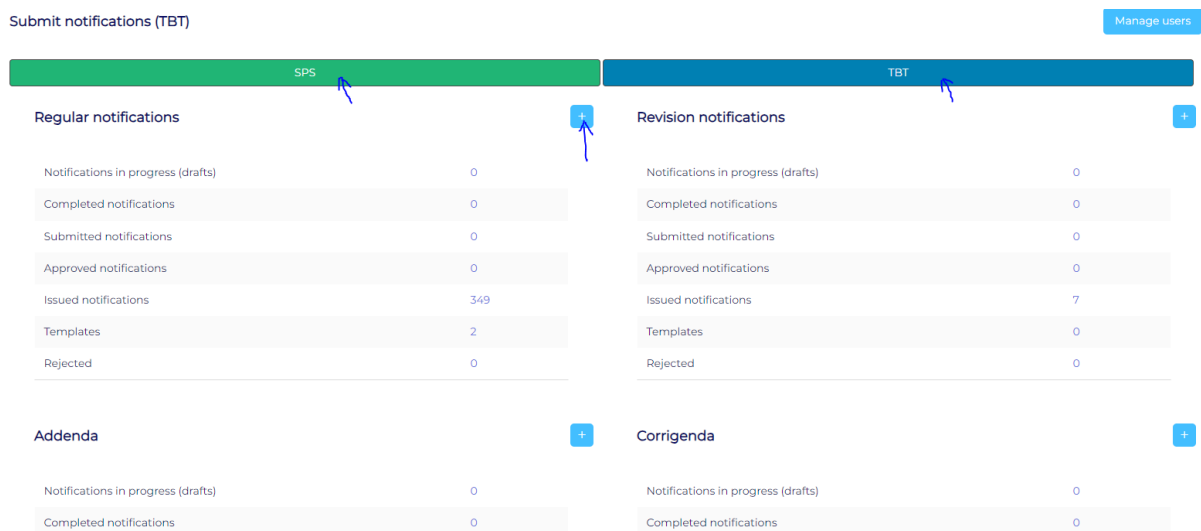 Submit notifications (TBT)
Manage users
SPS
TBT
Regular notifications
+
Notifications in progress (drafts) 0
Completed notifications 0
Submitted notifications 0
Approved notifications 0
Issued notifications 349
Templates 2
Rejected 0
Revision notifications
+
Notifications in progress (drafts) 0
Completed notifications 0
Submitted notifications 0
Approved notifications 0
Issued notifications 7
Templates 0
Rejected 0
Addenda
+
Notifications in progress (drafts) 0
Completed notifications 0
Corrigenda
+
Notifications in progress (drafts) 0
Completed notifications 0